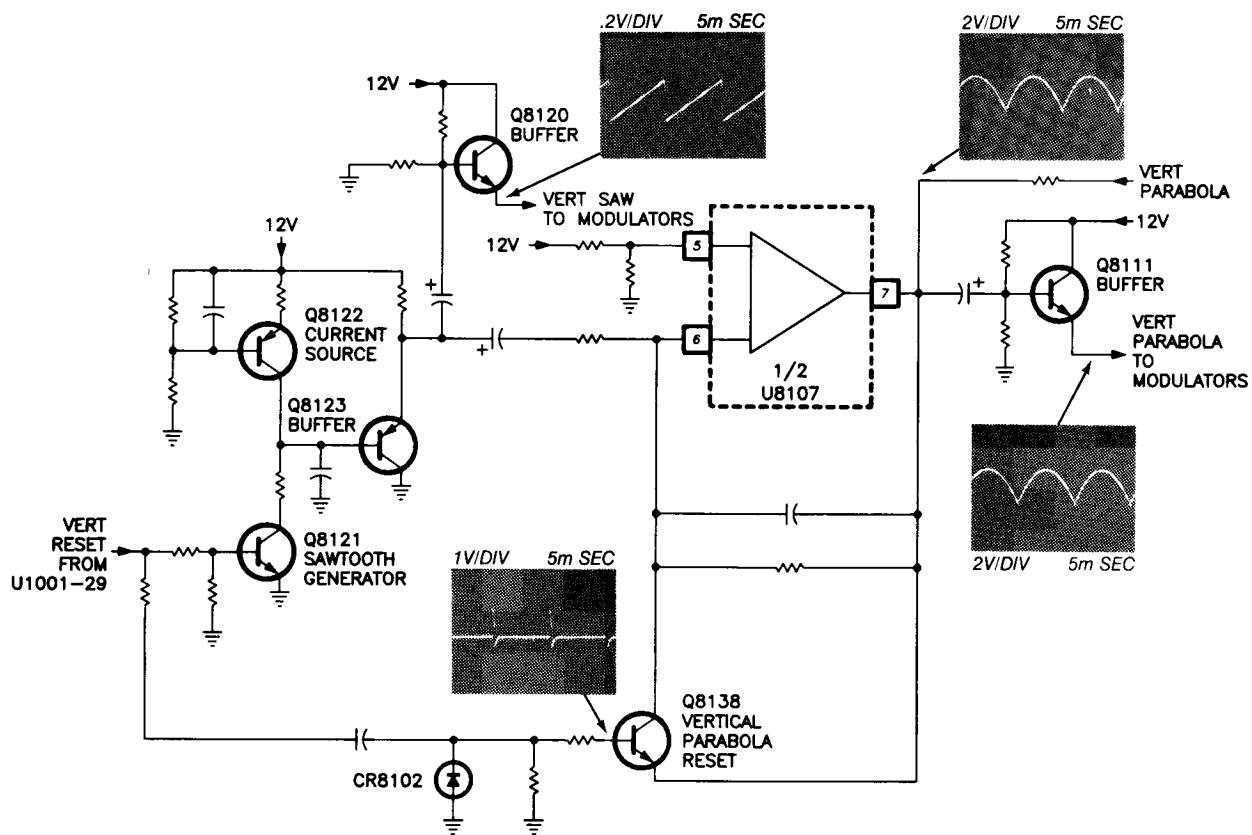 .2V/DIV 5m SEC
2V/DIV 5m SEC
12V
Q8120
BUFFER
VERT SAW
TO MODULATORS
VERT
PARABOLA
12V
12V
5
7
Q8111
BUFFER
12V
Q8122
CURRENT
SOURCE
6
1/2
U8107
VERT
PARABOLA
TO
MODULATORS
Q8123
BUFFER
VERT
RESET
FROM
U1001-29
Q8121
SAWTOOTH
GENERATOR
1V/DIV 5m SEC
2V/DIV 5m SEC
Q8138
VERTICAL
PARABOLA
RESET
CR8102